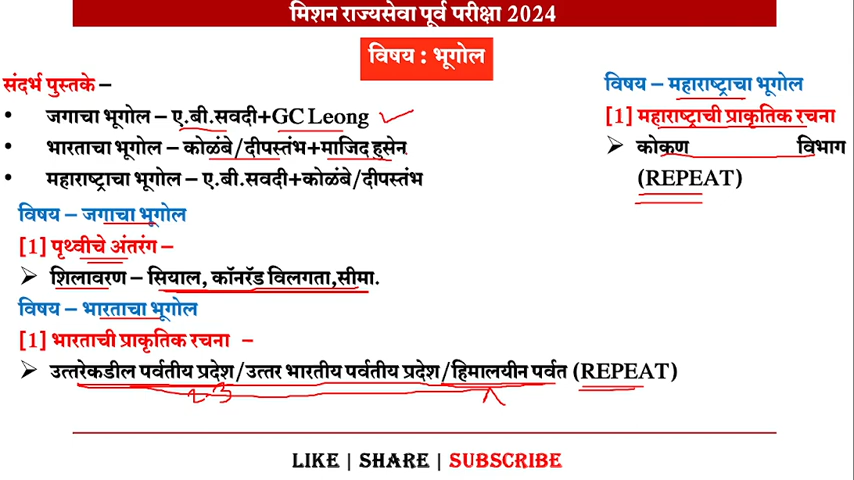 मिशन राज्यसेवा पूर्व परीक्षा 2024
विषय : भूगोल
संदर्भ पुस्तके –
• जगाचा भूगोल – ए.बी.सवदी+GC Leong
• भारताचा भूगोल – कोळंबे/दीपस्तंभ+माजिद हुसेन
• महाराष्ट्राचा भूगोल – ए.बी.सवदी+कोळंबे/दीपस्तंभ
विषय – जगाचा भूगोल
[1] पृथ्वीचे अंतरंग –
➢ शिलावरण – सियाल, कॉनरॅड विलगता,सीमा.
विषय – भारताचा भूगोल
[1] भारताची प्राकृतिक रचना –
➢ उत्तरेकडील पर्वतीय प्रदेश/उत्तर भारतीय पर्वतीय प्रदेश/हिमालयीन पर्वत (REPEAT)
2-3
विषय – महाराष्ट्राचा भूगोल
[1] महाराष्ट्राची प्राकृतिक रचना
➢ कोकण विभाग
(REPEAT)
LIKE | SHARE | SUBSCRIBE